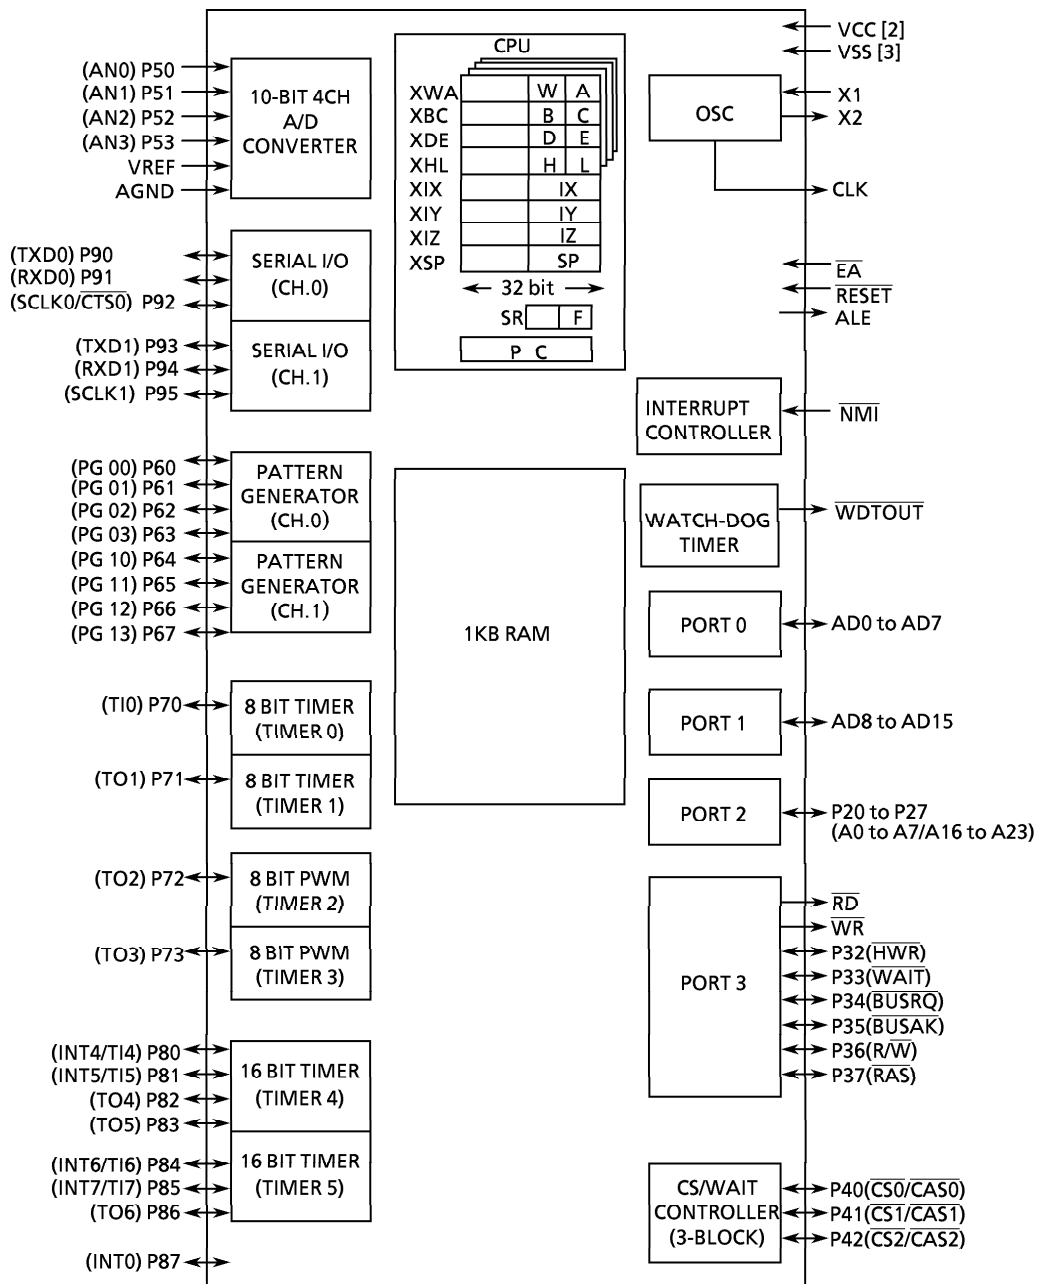 (AN0) P50
(AN1) P51
(AN2) P52
(AN3) P53
VREF
AGND
10-BIT 4CH
A/D
CONVERTER
(TXD0) P90
(RXD0) P91
(SCLK0/CTS0) P92
SERIAL I/O
(CH.0)
(TXD1) P93
(RXD1) P94
(SCLK1) P95
SERIAL I/O
(CH.1)
(PG 00) P60
(PG 01) P61
(PG 02) P62
(PG 03) P63
PATTERN
GENERATOR
(CH.0)
(PG 10) P64
(PG 11) P65
(PG 12) P66
(PG 13) P67
PATTERN
GENERATOR
(CH.1)
(TI0) P70
8 BIT TIMER
(TIMER 0)
(TO1) P71
8 BIT TIMER
(TIMER 1)
(TO2) P72
8 BIT PWM
(TIMER 2)
(TO3) P73
8 BIT PWM
(TIMER 3)
(INT4/TI4) P80
(INT5/TI5) P81
(TO4) P82
(TO5) P83
16 BIT TIMER
(TIMER 4)
(INT6/TI6) P84
(INT7/TI7) P85
(TO6) P86
16 BIT TIMER
(TIMER 5)
(INT0) P87
CPU
XWA W A
XBC B C
XDE D E
XHL H L
XIX IX
XIY IY
XIZ IZ
XSP SP
32 bit
SR F
P C
1KB RAM
VCC [2]
VSS [3]
OSC
X1
X2
CLK
EA
RESET
ALE
INTERRUPT
CONTROLLER
NMI
WATCH-DOG
TIMER
WDTOUT
PORT 0
AD0 to AD7
PORT 1
AD8 to AD15
PORT 2
P20 to P27
(A0 to A7/A16 to A23)
PORT 3
RD
WR
P32(HWR)
P33(WAIT)
P34(BUSRQ)
P35(BUSAK)
P36(R/W)
P37(RAS)
CS/WAIT
CONTROLLER
(3-BLOCK)
P40(CS0/CAS0)
P41(CS1/CAS1)
P42(CS2/CAS2)